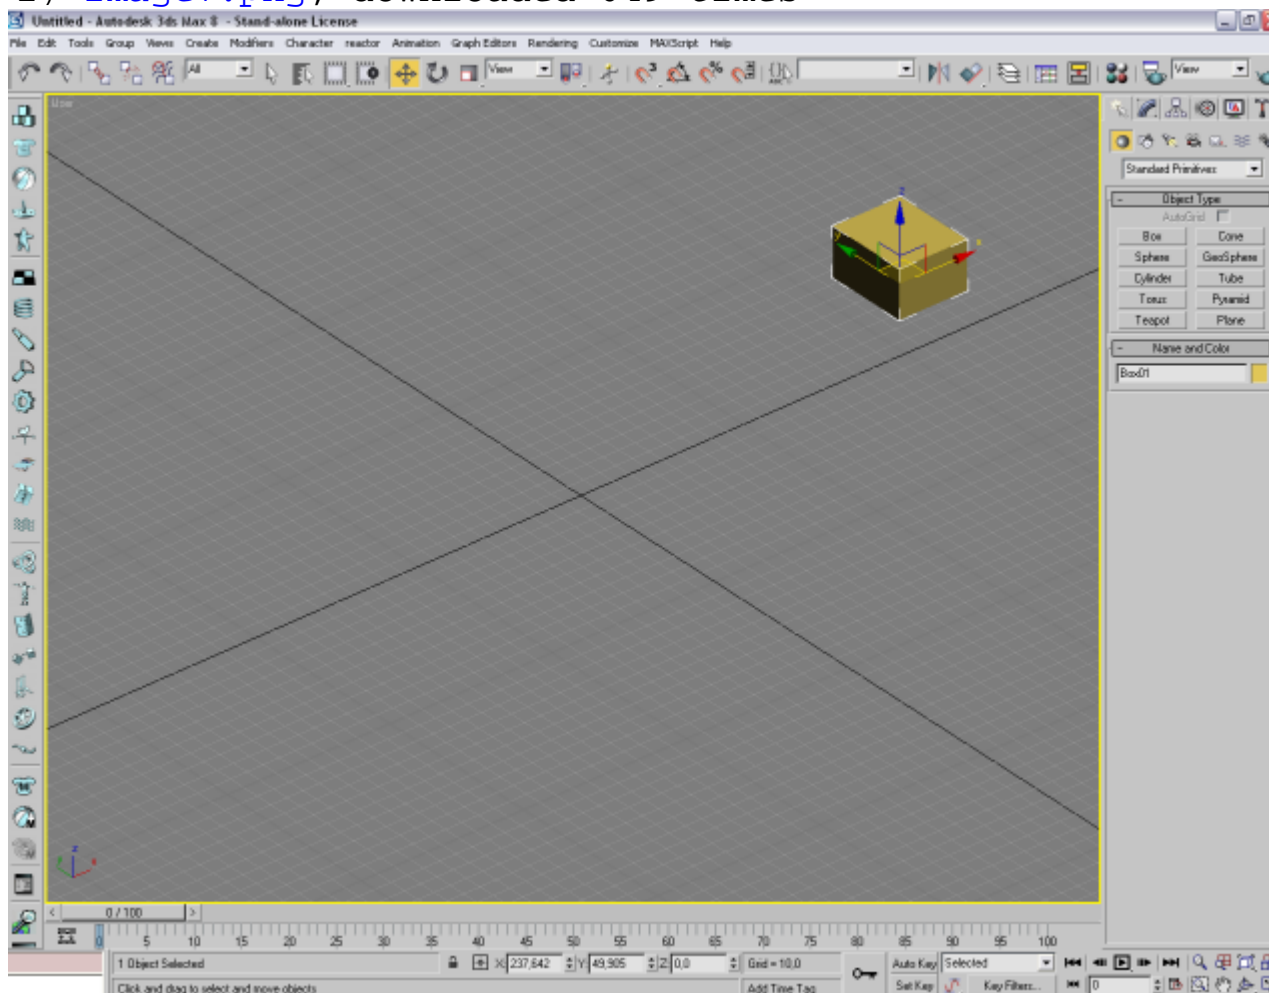 Untitled - Autodesk 3ds Max 8 - Stand-alone License
File Edit Tools Group Views Create Modifiers Character reactor Animation Graph Editors Rendering Customize MAXScript Help
All View View
User
Standard Primitives
- Object Type
AutoGrid
Box Cone
Sphere GeoSphere
Cylinder Tube
Torus Pyramid
Teapot Plane
- Name and Color
Box01
z
y
x
z
0 / 100
0 5 10 15 20 25 30 35 40 45 50 55 60 65 70 75 80 85 90 95 100
1 Object Selected X: 237,642 Y: 49,905 Z: 0,0 Grid = 10,0 Auto Key Selected
Click and drag to select and move objects Add Time Tag Set Key Key Filters... 0